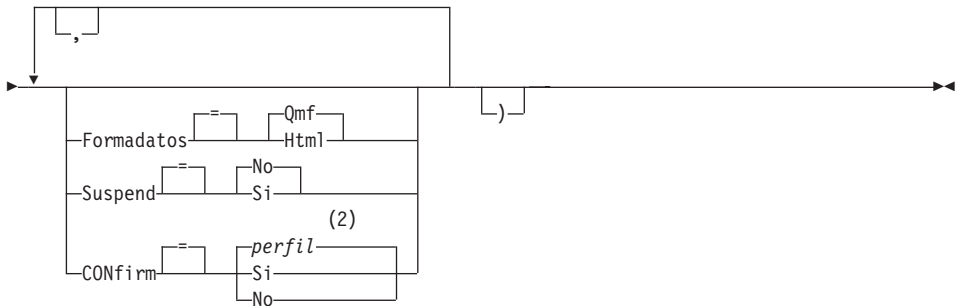 ,
= Qmf
Formadatos Html
)
= No
Suspend Si
(2)
= perfil
CONfirm Si
No